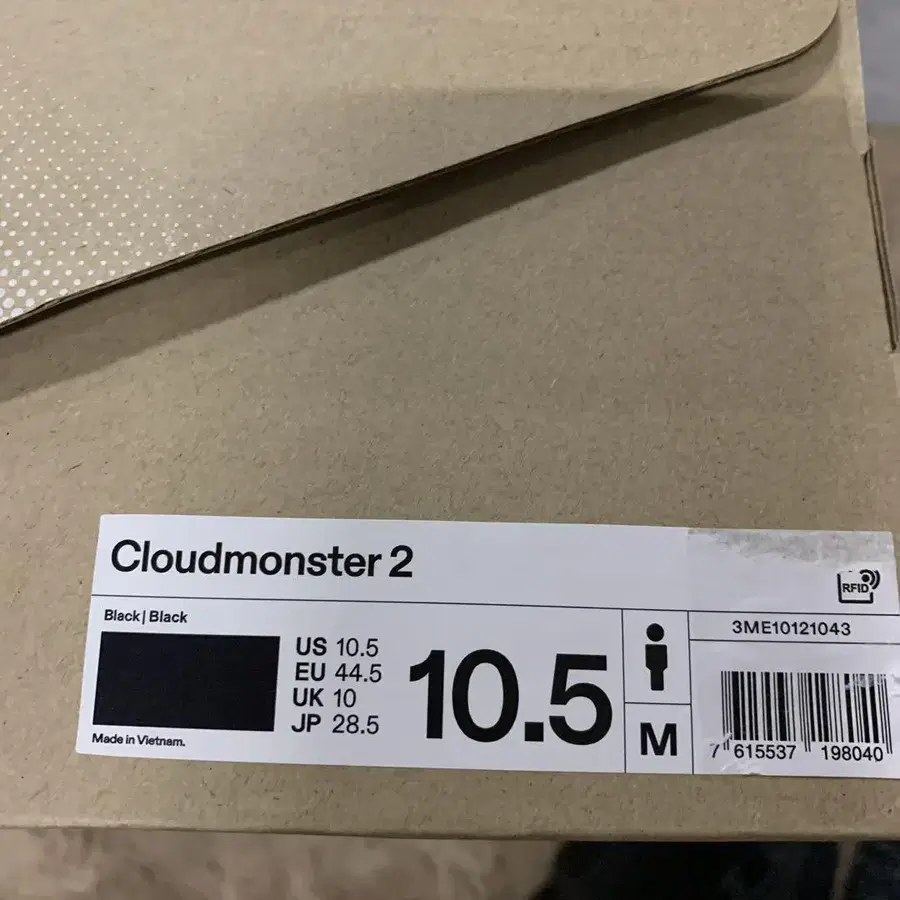 Cloudmonster 2
RFID
Black | Black
3ME10121043
US 10.5
EU 44.5
UK 10
JP 28.5
10.5
M
Made in Vietnam.
7 615537 198040